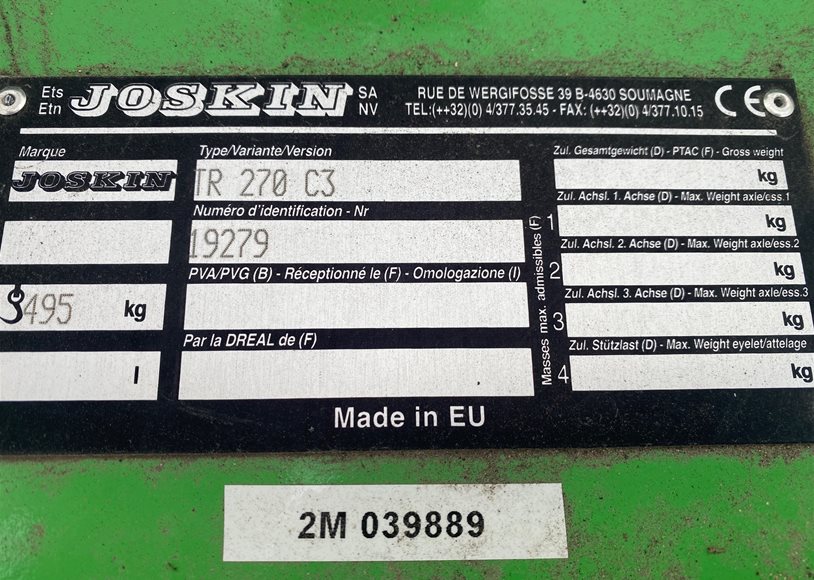 Ets
Etn
JOSKIN
SA
NV
RUE DE WERGIFOSSE 39 B-4630 SOUMAGNE
TEL:(++32)(0) 4/377.35.45 - FAX: (++32)(0) 4/377.10.15
CE
Marque
JOSKIN
Type/Variante/Version
TR 270 C3
Numéro d'identification - Nr
19279
495 kg
l
PVA/PVG (B) - Réceptionné le (F) - Omologazione (I)
Par la DREAL de (F)
Masses max. admissibles (F)
Zul. Gesamtgewicht (D) - PTAC (F) - Gross weight
kg
Zul. Achsl. 1. Achse (D) - Max. Weight axle/ess.1
1 kg
Zul. Achsl. 2. Achse (D) - Max. Weight axle/ess.2
2 kg
Zul. Achsl. 3. Achse (D) - Max. Weight axle/ess.3
3 kg
Zul. Stützlast (D) - Max. Weight eyelet/attelage
4 kg
Made in EU
2M 039889